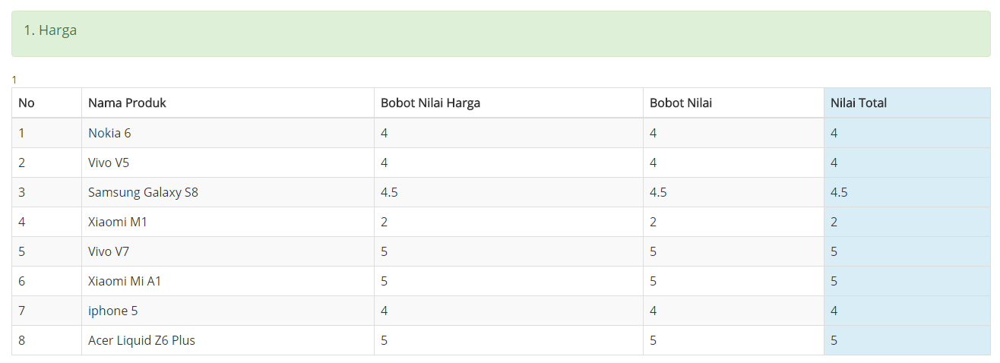 1. Harga
1
No Nama Produk Bobot Nilai Harga Bobot Nilai Nilai Total
1 Nokia 6 4 4 4
2 Vivo V5 4 4 4
3 Samsung Galaxy S8 4.5 4.5 4.5
4 Xiaomi M1 2 2 2
5 Vivo V7 5 5 5
6 Xiaomi Mi A1 5 5 5
7 iphone 5 4 4 4
8 Acer Liquid Z6 Plus 5 5 5